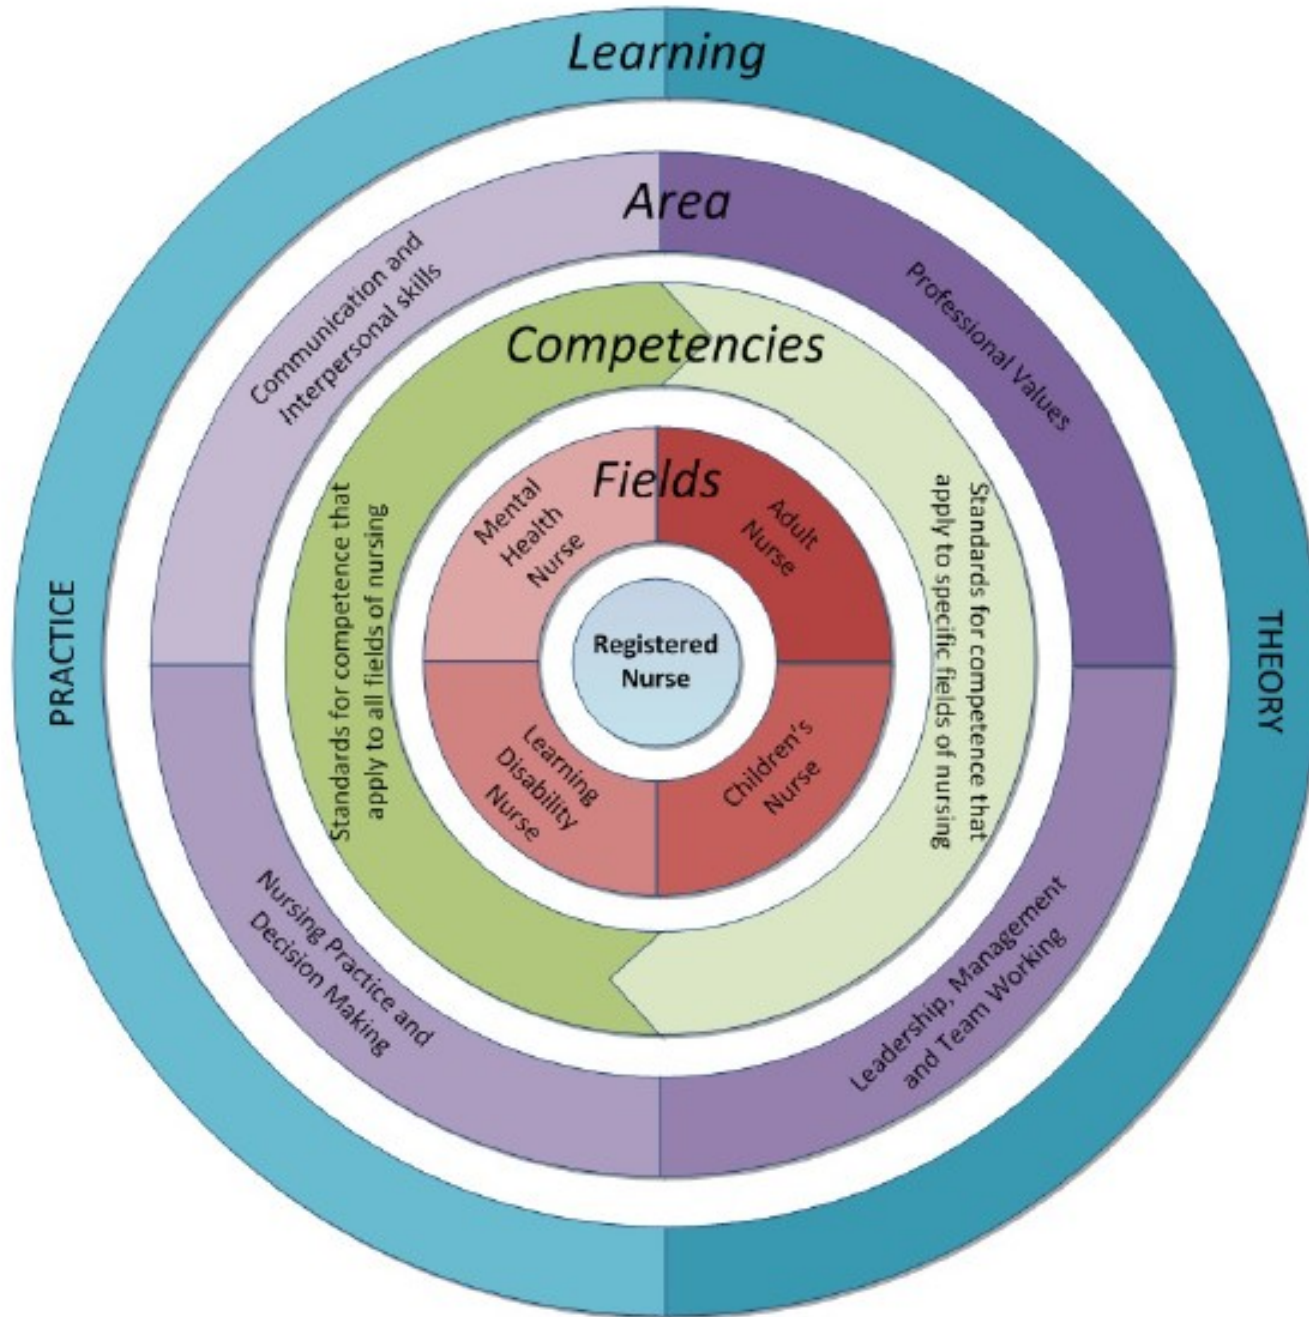 Learning
Area
Communication and
Interpersonal skills
Professional Values
Competencies
Standards for competence that
apply to all fields of nursing
Standards for competence that
apply to specific fields of nursing
Fields
Mental
Health
Nurse
Adult
Nurse
Registered
Nurse
Learning
Disability
Nurse
Children's
Nurse
PRACTICE
THEORY
Nursing Practice and
Decision Making
Leadership, Management
and Team Working